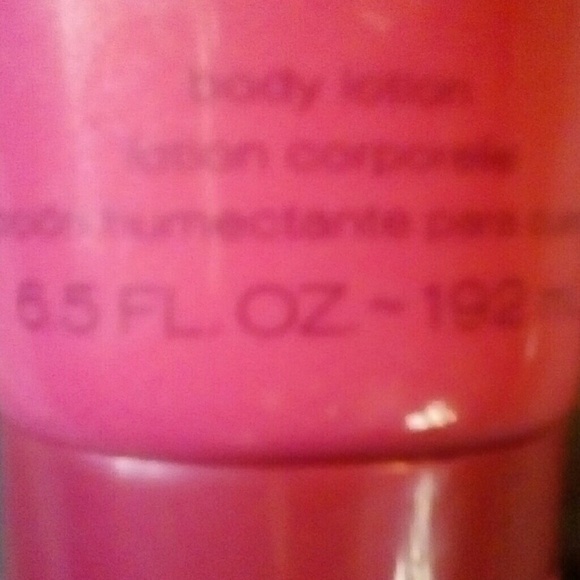 body lotion
lotion corporelle
humectante para
6.5 FL. OZ. ~ 192